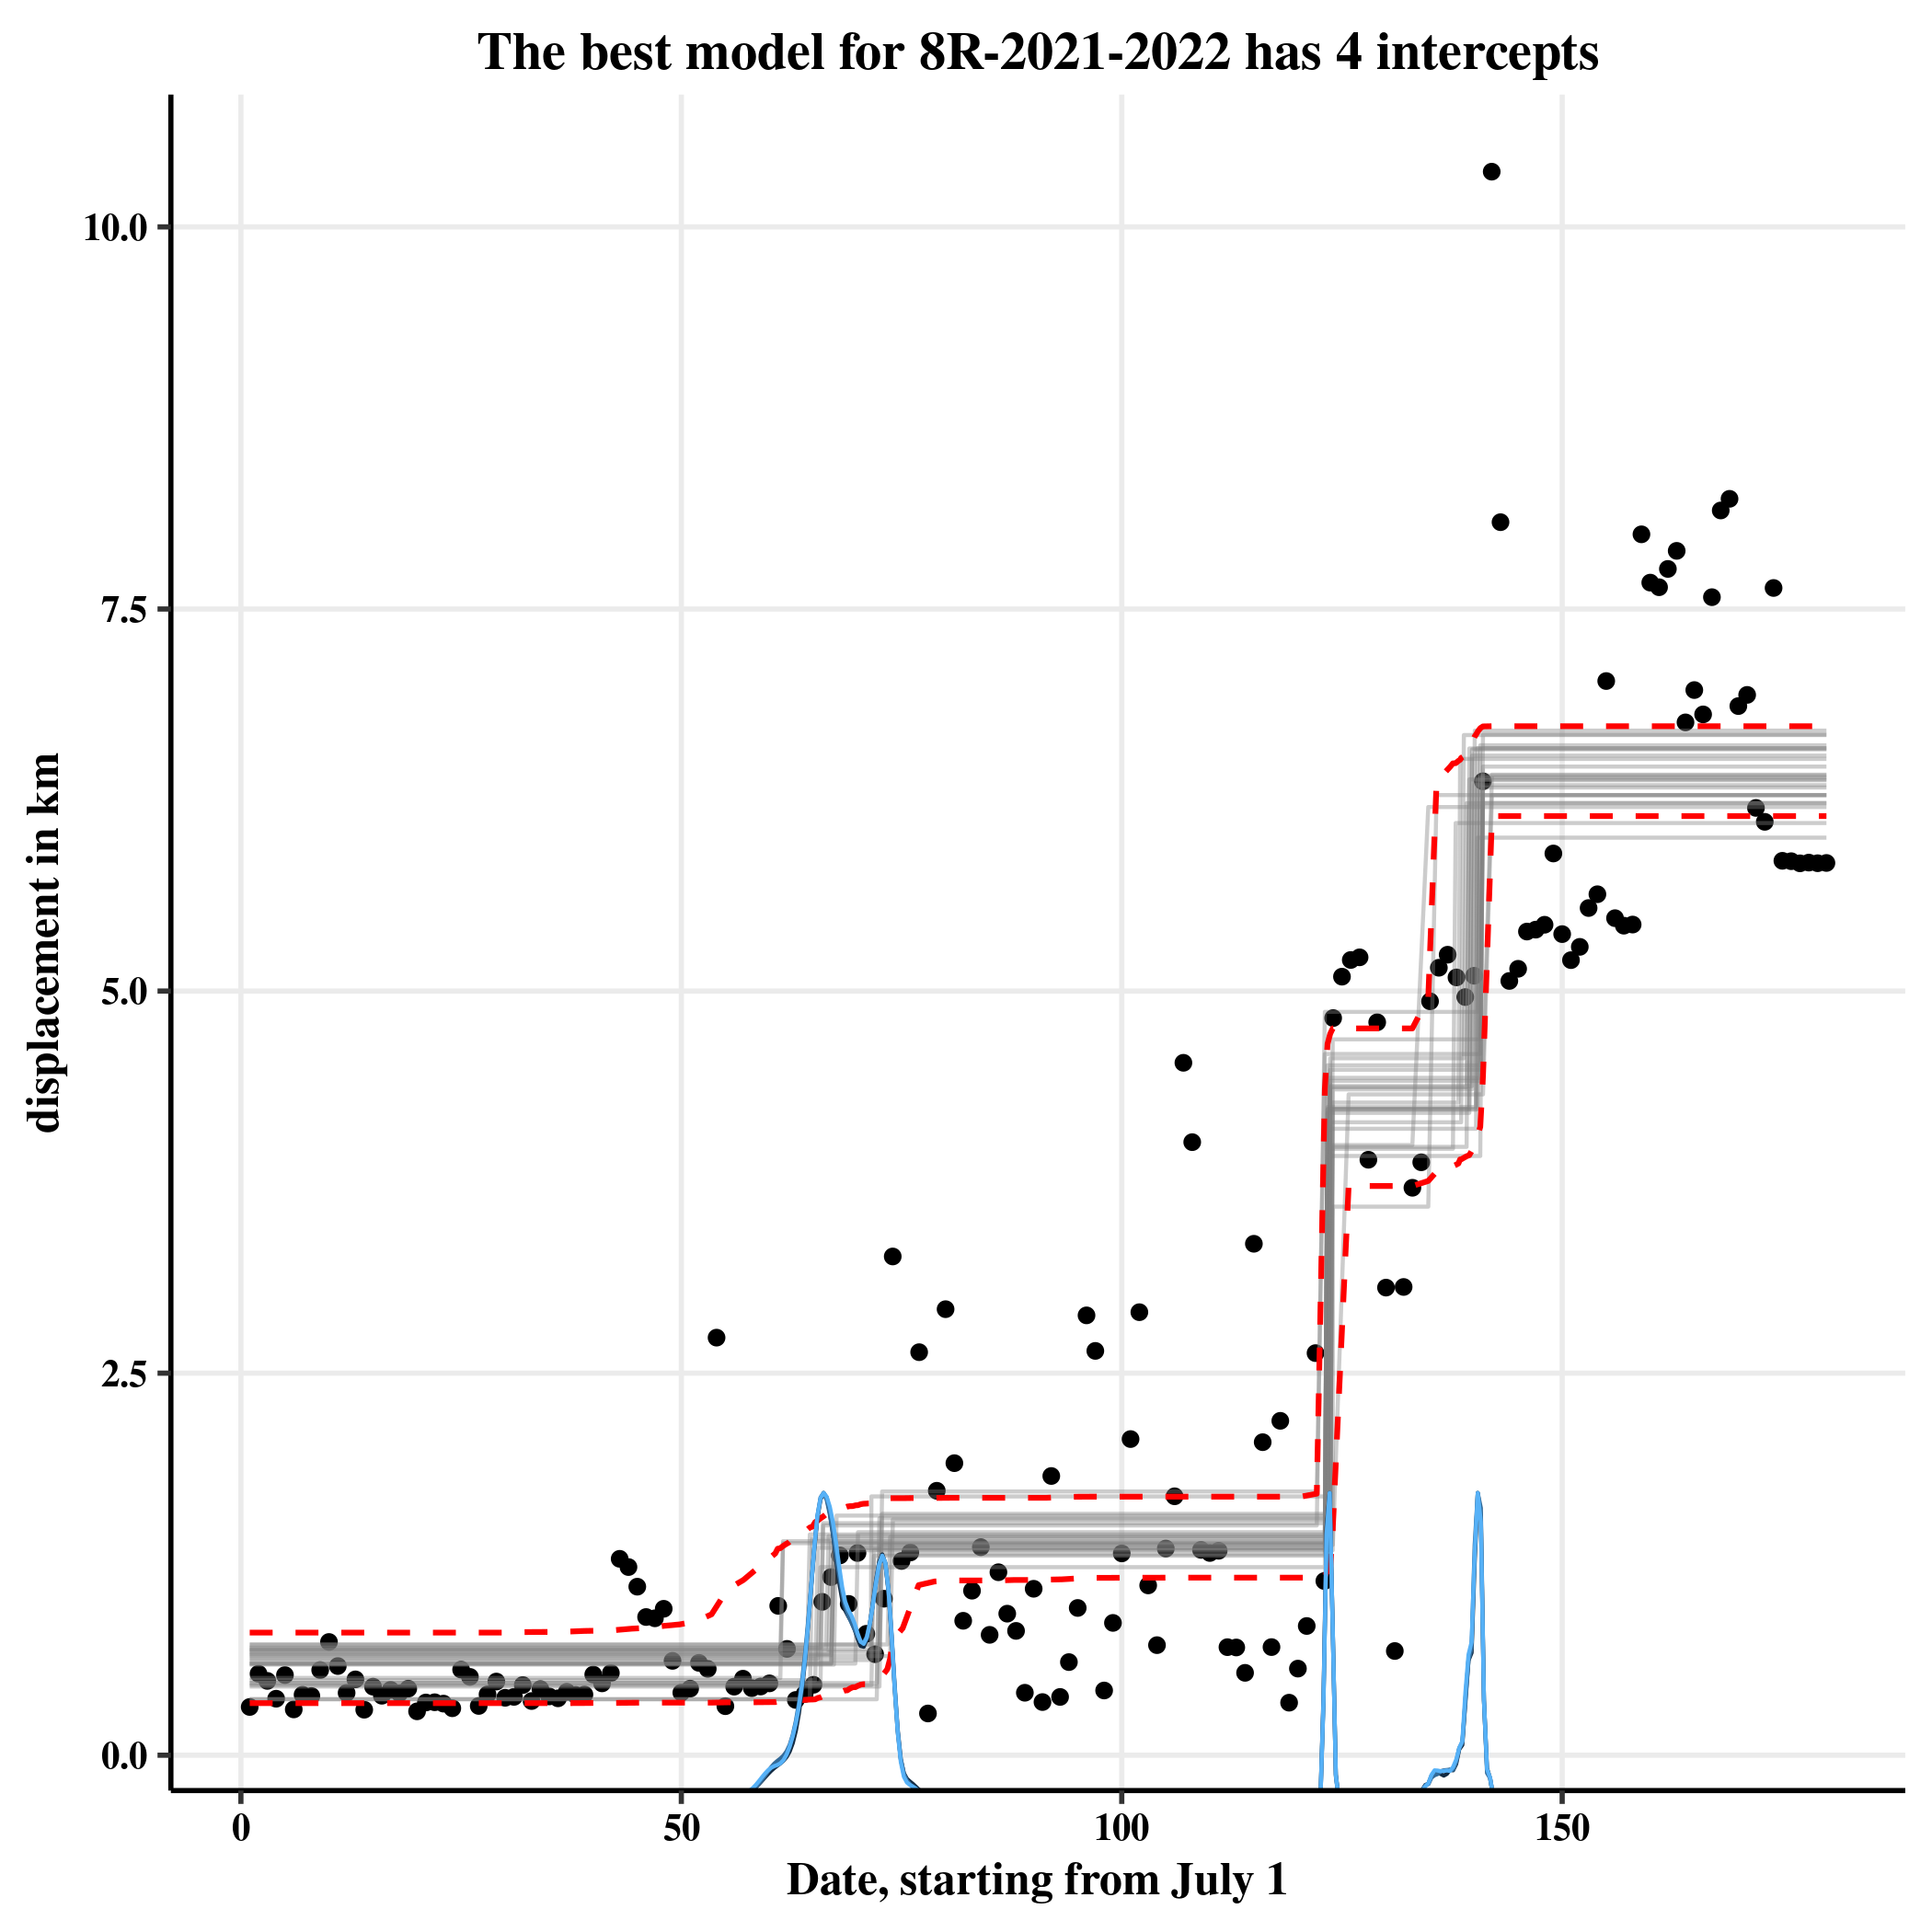 The best model for 8R-2021-2022 has 4 intercepts
displacement in km
10.0
7.5
5.0
2.5
0.0
0 50 100 150
Date, starting from July 1